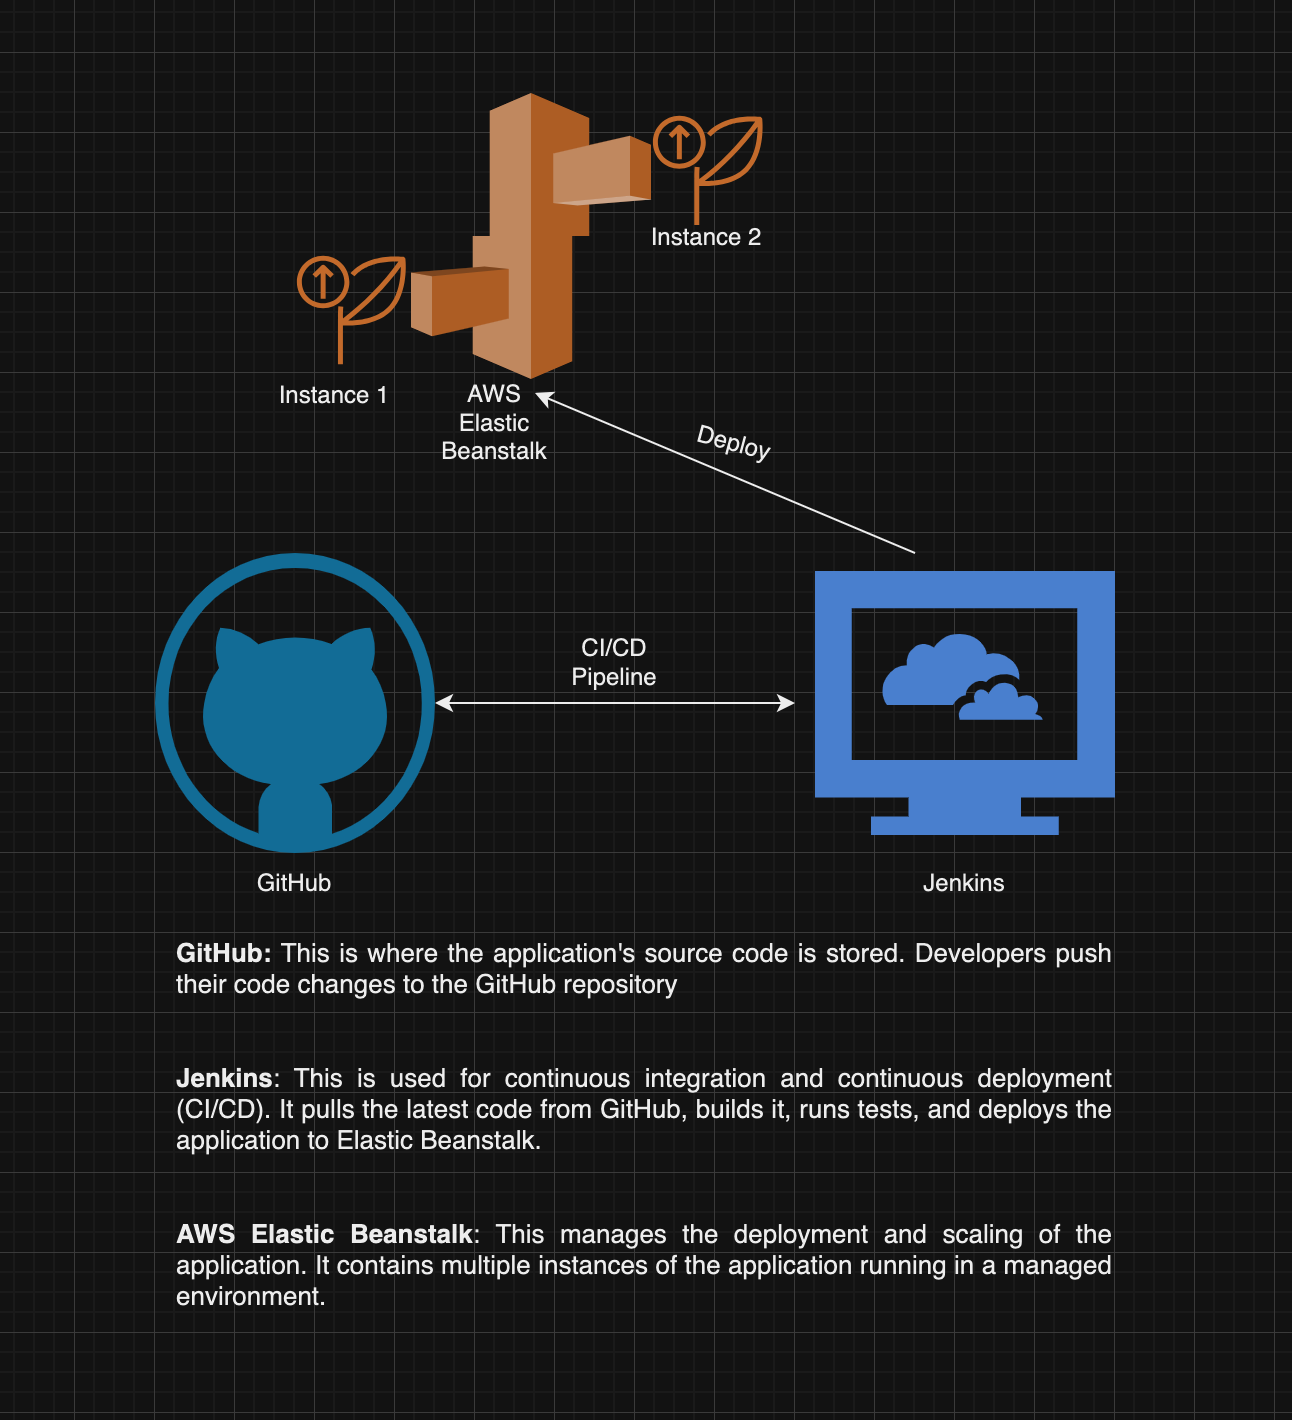 Instance 2
Instance 1
AWS
Elastic
Beanstalk
Deploy
CI/CD
Pipeline
GitHub
Jenkins
GitHub: This is where the application's source code is stored. Developers push
their code changes to the GitHub repository
Jenkins: This is used for continuous integration and continuous deployment
(CI/CD). It pulls the latest code from GitHub, builds it, runs tests, and deploys the
application to Elastic Beanstalk.
AWS Elastic Beanstalk: This manages the deployment and scaling of the
application. It contains multiple instances of the application running in a managed
environment.